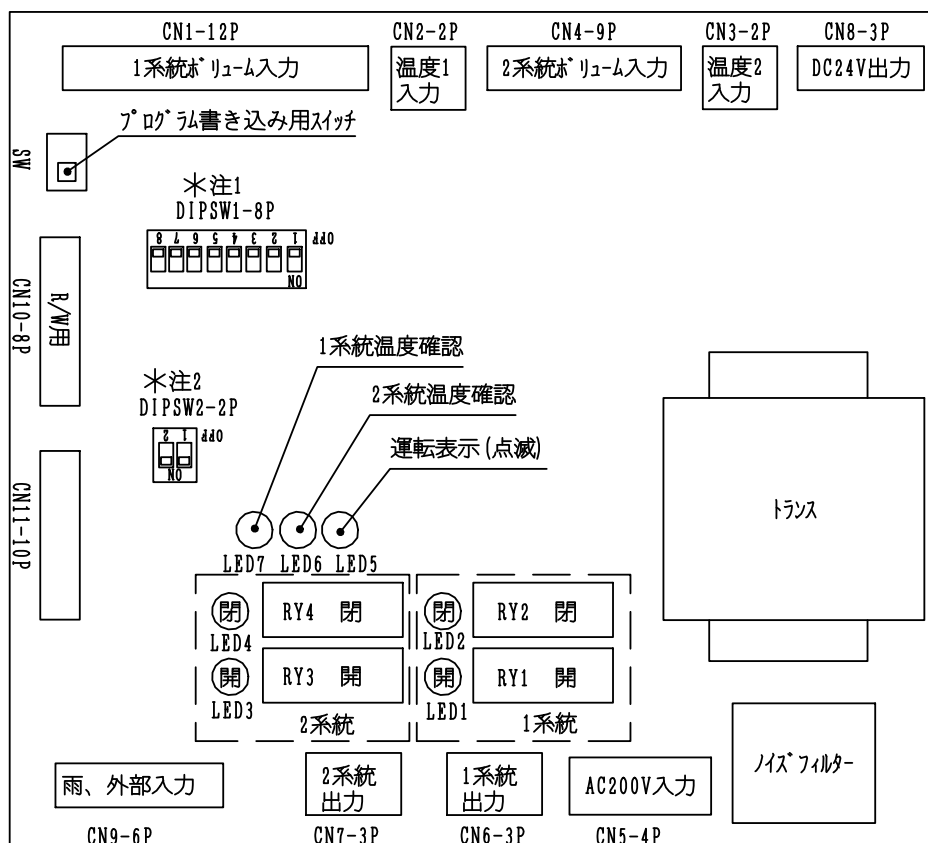 CN1-12P
CN2-2P
CN4-9P
CN3-2P
CN8-3P
1系統ボリューム入力
温度1
入力
2系統ボリューム入力
温度2
入力
DC24V出力
プログラム書き込み用スイッチ
SW
*注1
DIPSW1-8P
8 7 6 5 4 3 2 1
OFF
ON
CN10-8P
R/W用
1系統温度確認
*注2
DIPSW2-2P
2系統温度確認
2 1
OFF
ON
運転表示(点滅)
CN11-10P
トランス
LED7
LED6
LED5
閉
LED4
RY4 閉
閉
LED2
RY2 閉
開
LED3
RY3 開
開
LED1
RY1 開
2系統
1系統
ノイズフィルター
雨、外部入力
2系統
出力
1系統
出力
AC200V入力
CN9-6P
CN7-3P
CN6-3P
CN5-4P